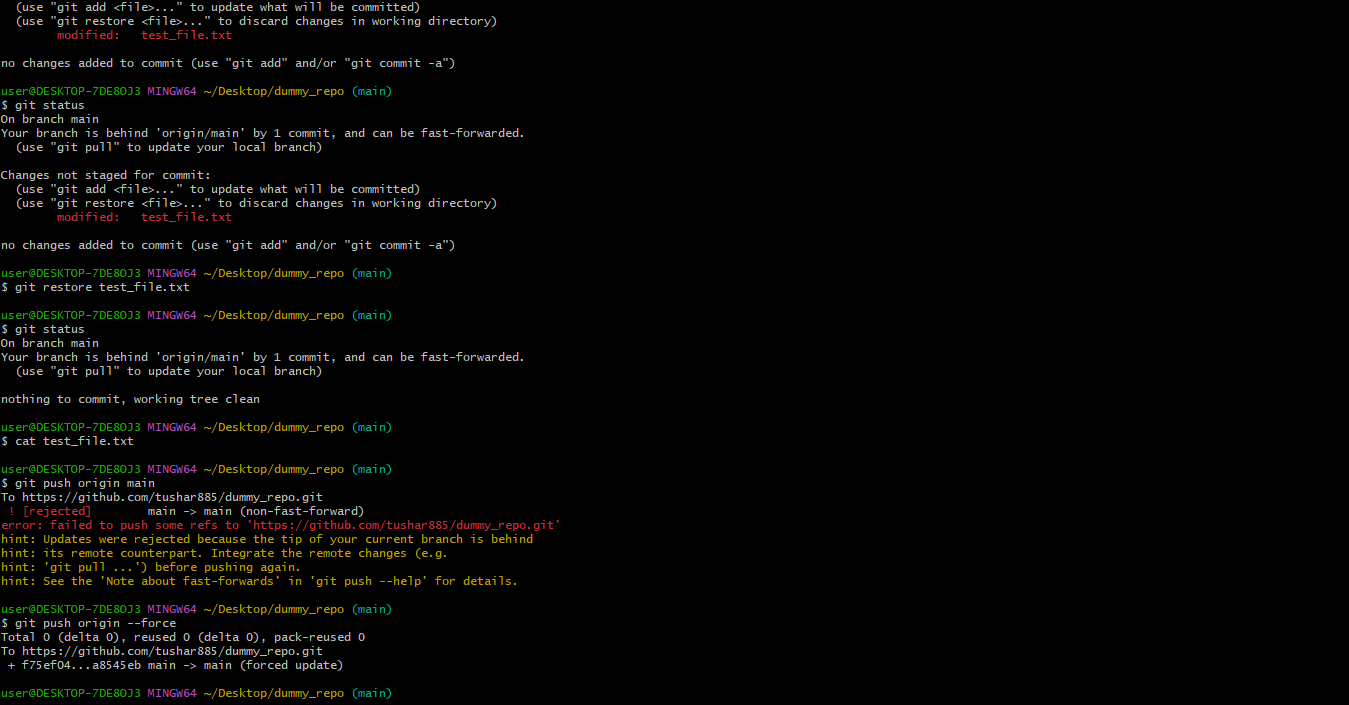 (use "git add <file>..." to update what will be committed)
(use "git restore <file>..." to discard changes in working directory)
modified:   test_file.txt
no changes added to commit (use "git add" and/or "git commit -a")
user@DESKTOP-7DE8OJ3 MINGW64 ~/Desktop/dummy_repo (main)
$ git status
On branch main
Your branch is behind 'origin/main' by 1 commit, and can be fast-forwarded.
(use "git pull" to update your local branch)
Changes not staged for commit:
(use "git add <file>..." to update what will be committed)
(use "git restore <file>..." to discard changes in working directory)
modified:   test_file.txt
no changes added to commit (use "git add" and/or "git commit -a")
user@DESKTOP-7DE8OJ3 MINGW64 ~/Desktop/dummy_repo (main)
$ git restore test_file.txt
user@DESKTOP-7DE8OJ3 MINGW64 ~/Desktop/dummy_repo (main)
$ git status
On branch main
Your branch is behind 'origin/main' by 1 commit, and can be fast-forwarded.
(use "git pull" to update your local branch)
nothing to commit, working tree clean
user@DESKTOP-7DE8OJ3 MINGW64 ~/Desktop/dummy_repo (main)
$ cat test_file.txt
user@DESKTOP-7DE8OJ3 MINGW64 ~/Desktop/dummy_repo (main)
$ git push origin main
To https://github.com/tushar885/dummy_repo.git
! [rejected]        main -> main (non-fast-forward)
error: failed to push some refs to 'https://github.com/tushar885/dummy_repo.git'
hint: Updates were rejected because the tip of your current branch is behind
hint: its remote counterpart. Integrate the remote changes (e.g.
hint: 'git pull ...') before pushing again.
hint: See the 'Note about fast-forwards' in 'git push --help' for details.
user@DESKTOP-7DE8OJ3 MINGW64 ~/Desktop/dummy_repo (main)
$ git push origin --force
Total 0 (delta 0), reused 0 (delta 0), pack-reused 0
To https://github.com/tushar885/dummy_repo.git
+ f75ef04...a8545eb main -> main (forced update)
user@DESKTOP-7DE8OJ3 MINGW64 ~/Desktop/dummy_repo (main)